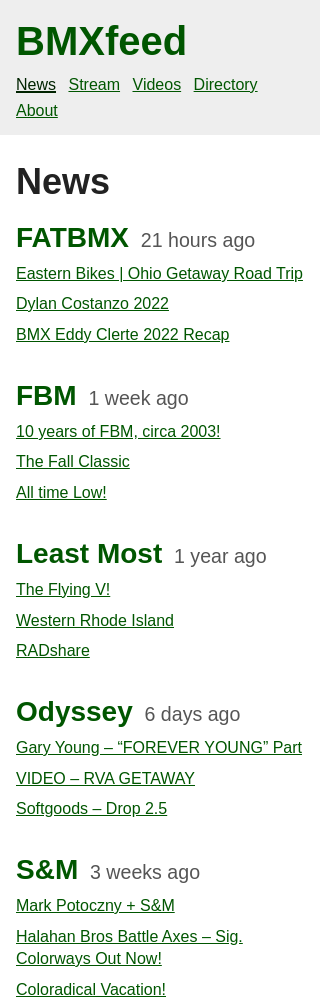 BMXfeed
News Stream Videos Directory
About
News
FATBMX 21 hours ago
Eastern Bikes | Ohio Getaway Road Trip
Dylan Costanzo 2022
BMX Eddy Clerte 2022 Recap
FBM 1 week ago
10 years of FBM, circa 2003!
The Fall Classic
All time Low!
Least Most 1 year ago
The Flying V!
Western Rhode Island
RADshare
Odyssey 6 days ago
Gary Young – “FOREVER YOUNG” Part
VIDEO – RVA GETAWAY
Softgoods – Drop 2.5
S&M 3 weeks ago
Mark Potoczny + S&M
Halahan Bros Battle Axes – Sig.
Colorways Out Now!
Coloradical Vacation!